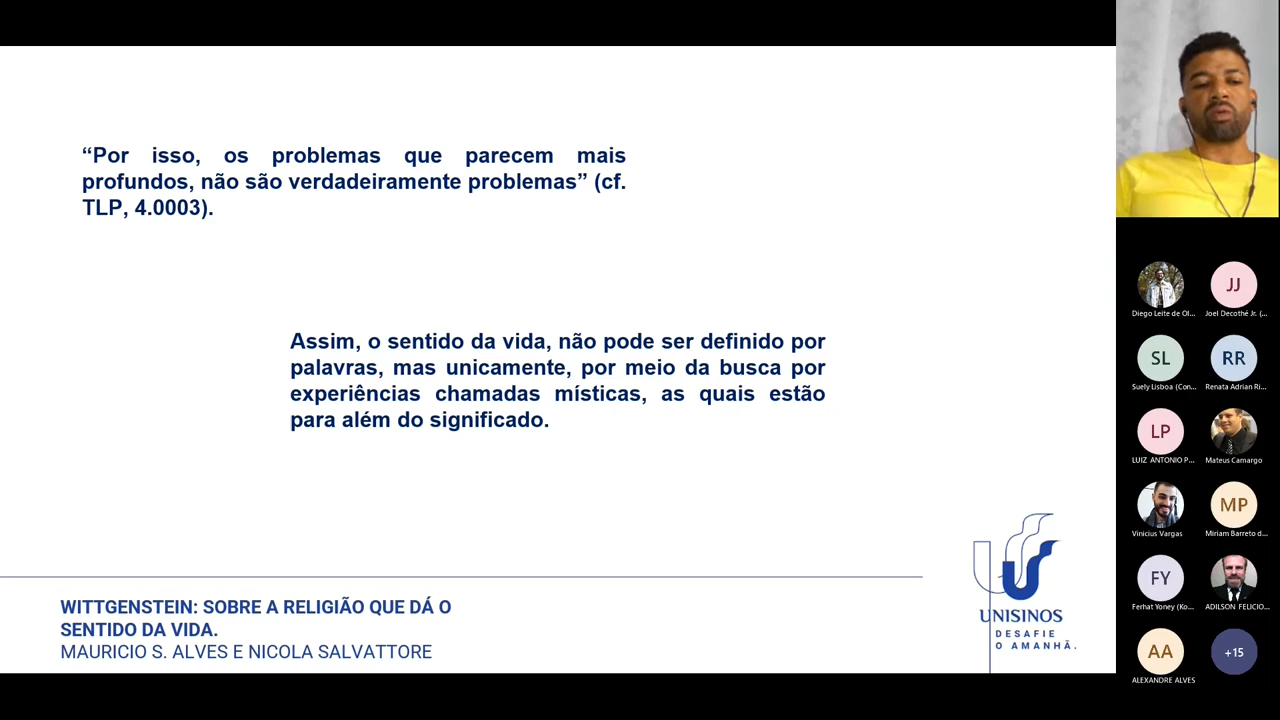 “Por isso, os problemas que parecem mais
profundos, não são verdadeiramente problemas” (cf.
TLP, 4.0003).
Assim, o sentido da vida, não pode ser definido por
palavras, mas unicamente, por meio da busca por
experiências chamadas místicas, as quais estão
para além do significado.
WITTGENSTEIN: SOBRE A RELIGIÃO QUE DÁ O
SENTIDO DA VIDA.
MAURICIO S. ALVES E NICOLA SALVATTORE
UNISINOS
DESAFIE
O AMANHÃ.
Diego Leite de Ol...
JJ
Joel Decothé Jr. (...
SL
Suely Lisboa (Con...
RR
Renata Adrian Ri...
LP
LUIZ ANTONIO P...
Mateus Camargo
Vinicius Vargas
MP
Miriam Barreto d...
FY
Ferhat Yoney (Ko...
ADILSON FELICIO...
AA
ALEXANDRE ALVES
+15